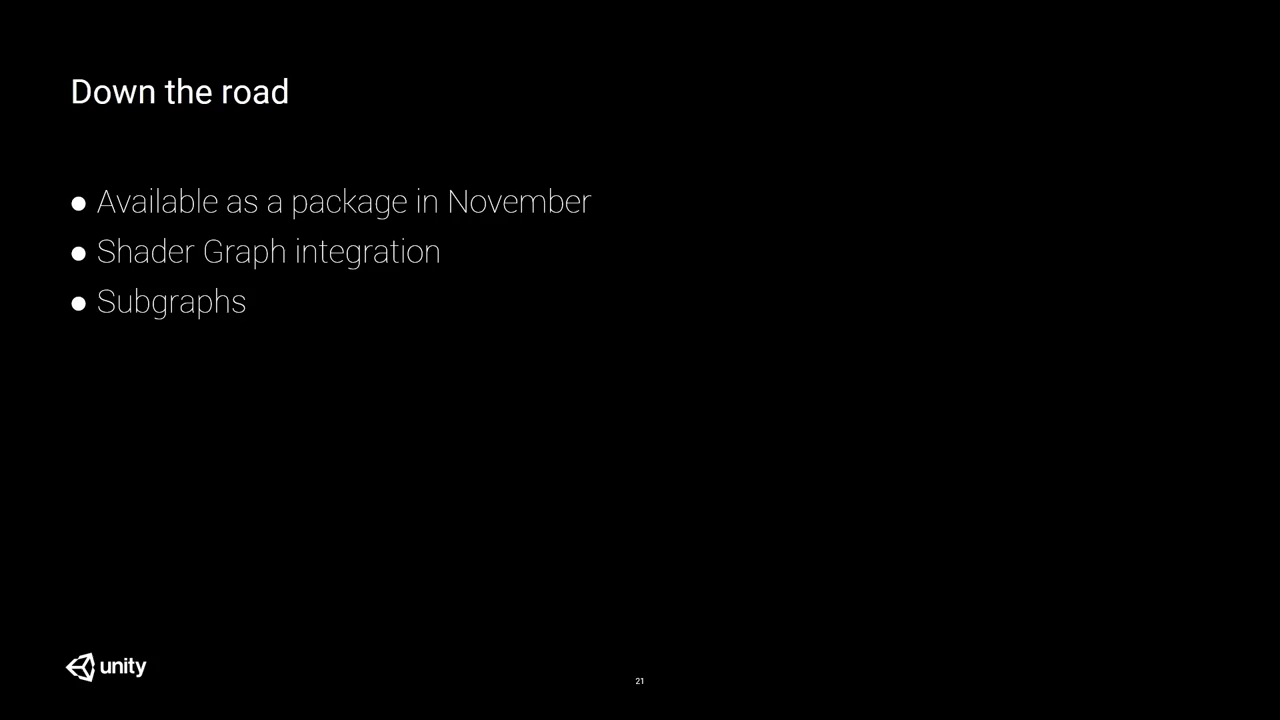 Down the road
● Available as a package in November
● Shader Graph integration
● Subgraphs
unity
21